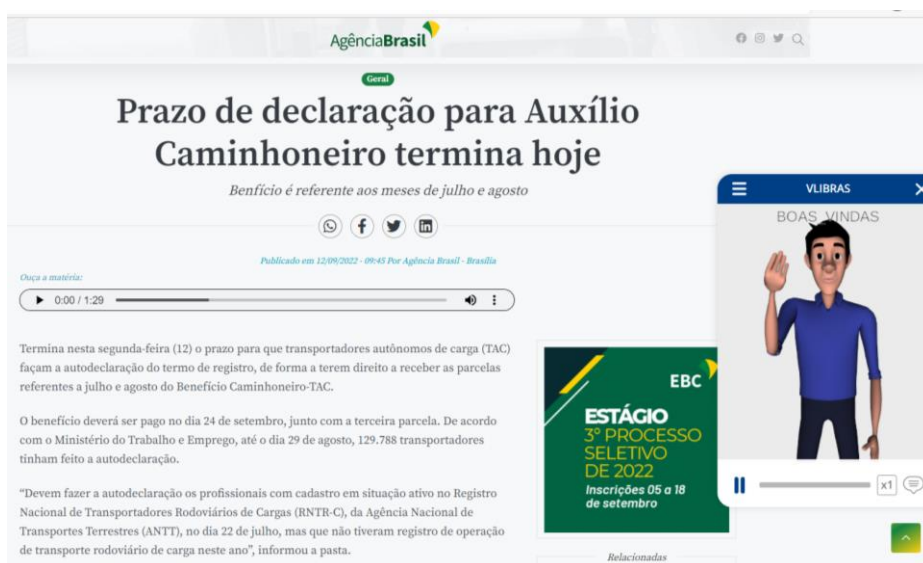 AgênciaBrasil
Geral
Prazo de declaração para Auxílio
Caminhoneiro termina hoje
Benfício é referente aos meses de julho e agosto
Publicado em 12/09/2022 - 09:45 Por Agência Brasil - Brasília
Ouça a matéria:
0:00 / 1:29
Termina nesta segunda-feira (12) o prazo para que transportadores autônomos de carga (TAC)
façam a autodeclaração do termo de registro, de forma a terem direito a receber as parcelas
referentes a julho e agosto do Benefício Caminhoneiro-TAC.
O benefício deverá ser pago no dia 24 de setembro, junto com a terceira parcela. De acordo
com o Ministério do Trabalho e Emprego, até o dia 29 de agosto, 129.788 transportadores
tinham feito a autodeclaração.
“Devem fazer a autodeclaração os profissionais com cadastro em situação ativo no Registro
Nacional de Transportadores Rodoviários de Cargas (RNTR-C), da Agência Nacional de
Transportes Terrestres (ANTT), no dia 22 de julho, mas que não tiveram registro de operação
de transporte rodoviário de carga neste ano”, informou a pasta.
EBC
ESTÁGIO
3º PROCESSO
SELETIVO
DE 2022
Inscrições 05 a 18
de setembro
Relacionadas
VLIBRAS
BOAS_VINDAS
x1